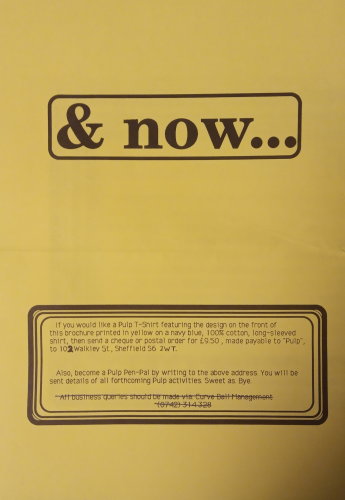 & now...
If you would like a Pulp T-Shirt featuring the design on the front of
this brochure printed in yellow on a navy blue, 100% cotton, long-sleeved
shirt, then send a cheque or postal order for £9.50 , made payable to "Pulp",
to 102 Walkley St., Sheffield S6 2WT.
Also, become a Pulp Pen-Pal by writing to the above address. You will be
sent details of all forthcoming Pulp activities. Sweet as. Bye.
All business queries should be made via: Curve Ball Management
(0742) 314328